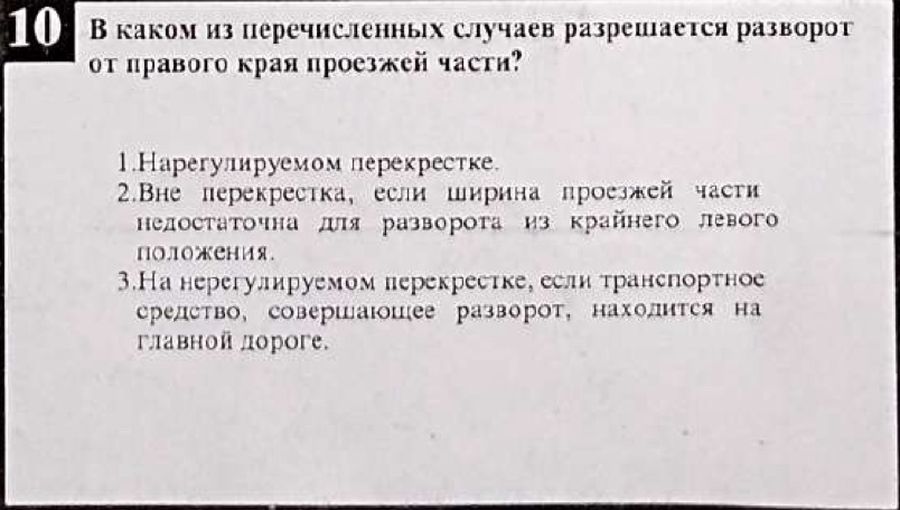 10 В каком из перечисленных случаев разрешается разворот
от правого края проезжей части?
1.Нарегулируемом перекрестке.
2.Вне перекрестка, если ширина проезжей части
недостаточна для разворота из крайнего левого
положения.
3.На нерегулируемом перекрестке, если транспортное
средство, совершающее разворот, находится на
главной дороге.